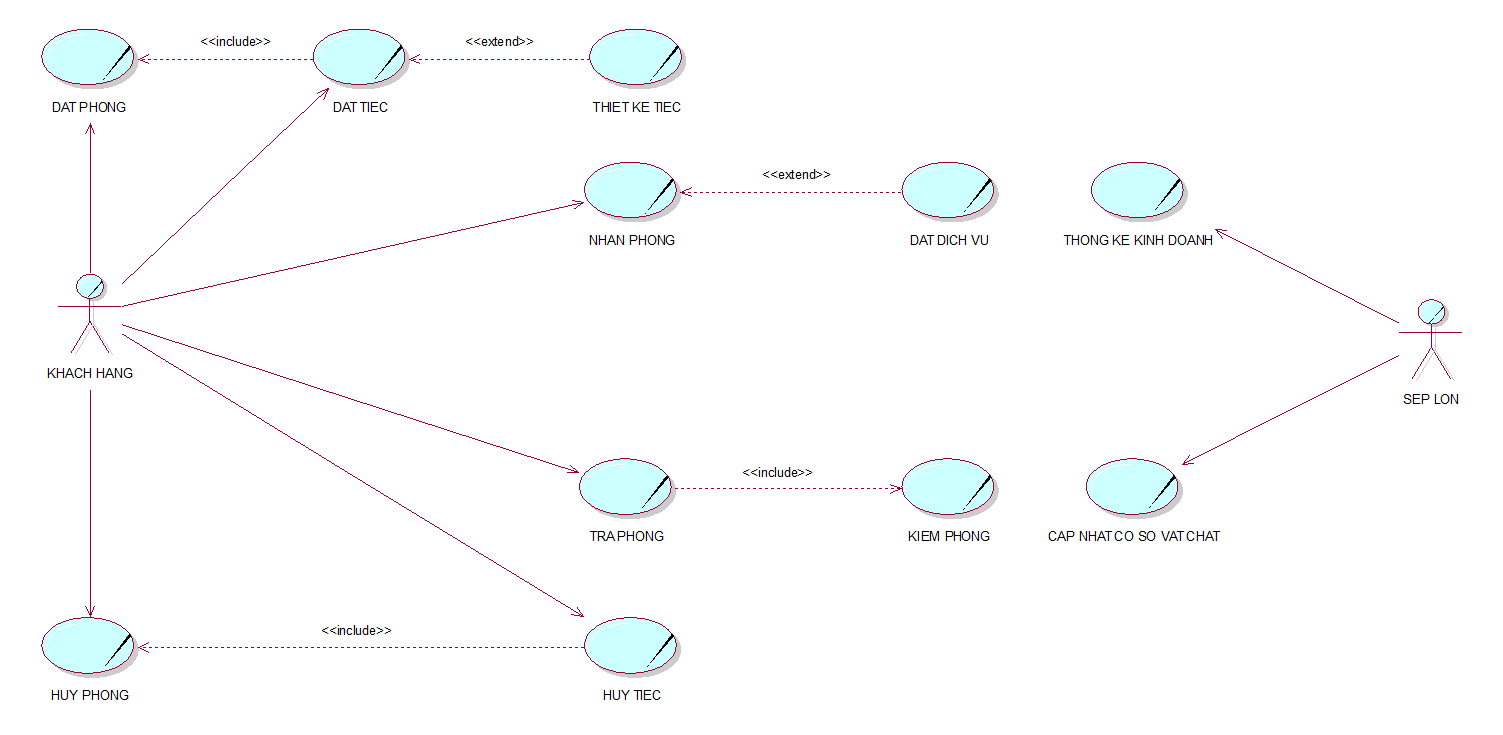 <<include>>
<<extend>>
DAT PHONG
DAT TIEC
THIET KE TIEC
<<extend>>
NHAN PHONG
DAT DICH VU
THONG KE KINH DOANH
KHACH HANG
SEP LON
<<include>>
TRA PHONG
KIEM PHONG
CAP NHAT CO SO VAT CHAT
<<include>>
HUY PHONG
HUY TIEC